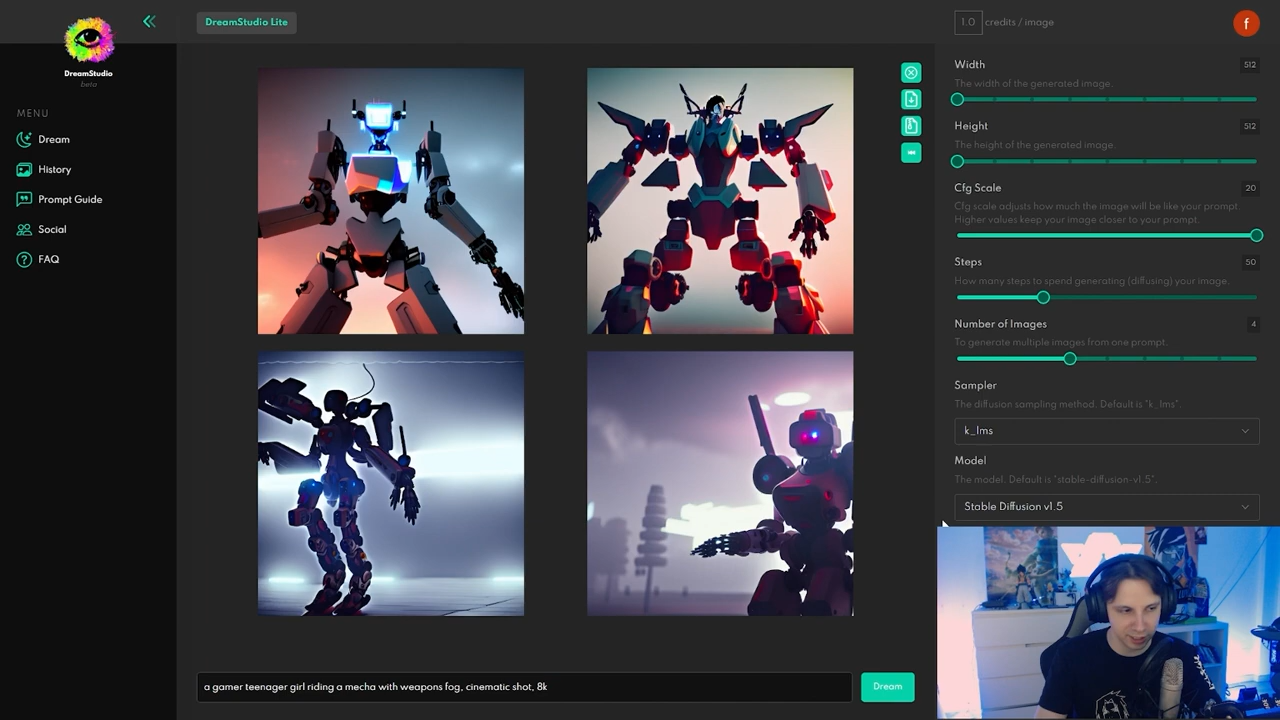 DreamStudio Lite
1.0 credits / image
f
DreamStudio
beta
MENU
Dream
History
Prompt Guide
Social
FAQ
Width 512
The width of the generated image.
Height 512
The height of the generated image.
Cfg Scale 20
Cfg scale adjusts how much the image will be like your prompt.
Higher values keep your image closer to your prompt.
Steps 50
How many steps to spend generating (diffusing) your image.
Number of Images 4
To generate multiple images from one prompt.
Sampler
The diffusion sampling method. Default is "k_lms".
k_lms
Model
The model. Default is "stable-diffusion-v1.5".
Stable Diffusion v1.5
a gamer teenager girl riding a mecha with weapons fog, cinematic shot, 8k
Dream